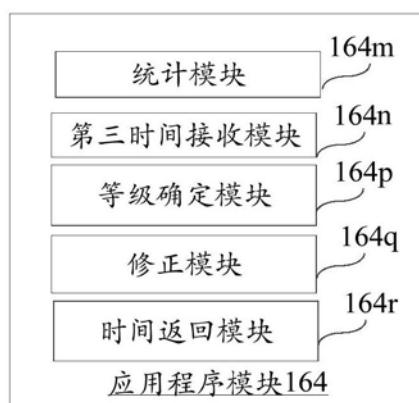 统计模块
164m
第三时间接收模块
164n
等级确定模块
164p
修正模块
164q
时间返回模块
164r
应用程序模块164